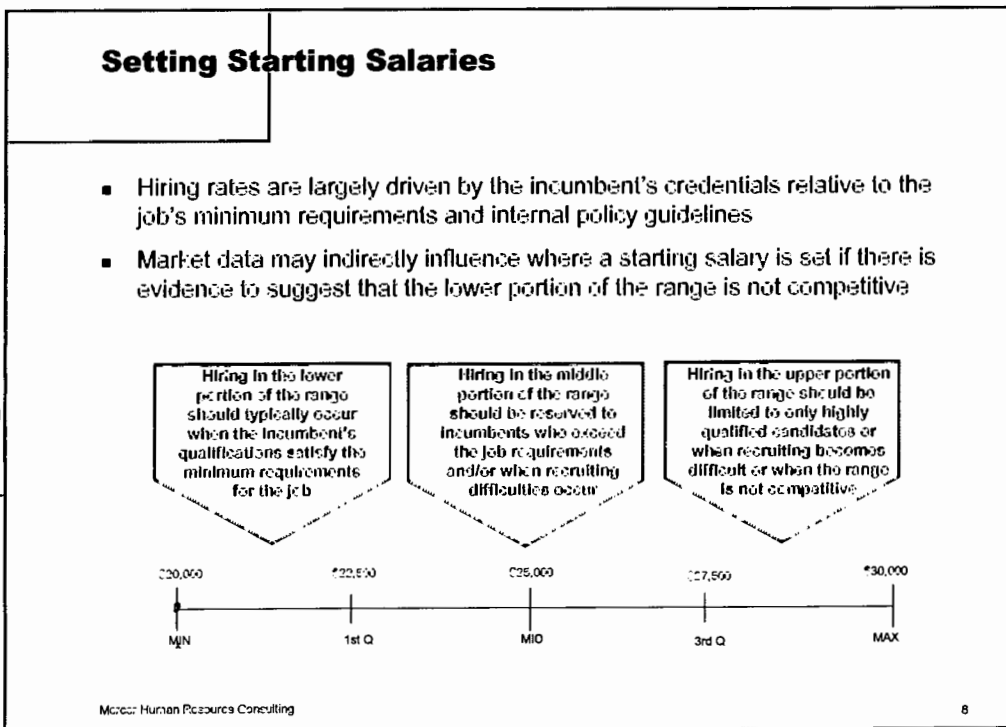 Setting Starting Salaries
▪ Hiring rates are largely driven by the incumbent's credentials relative to the
job's minimum requirements and internal policy guidelines
▪ Market data may indirectly influence where a starting salary is set if there is
evidence to suggest that the lower portion of the range is not competitive
Hiring in the lower
portion of the range
should typically occur
when the incumbent's
qualifications satisfy the
minimum requirements
for the job
Hiring in the middle
portion of the range
should be reserved to
incumbents who exceed
the job requirements
and/or when recruiting
difficulties occur
Hiring in the upper portion
of the range should be
limited to only highly
qualified candidates or
when recruiting becomes
difficult or when the range
is not competitive
$20,000 $22,500 $25,000 $27,500 $30,000
MIN 1st Q MID 3rd Q MAX
Mercer Human Resource Consulting 8